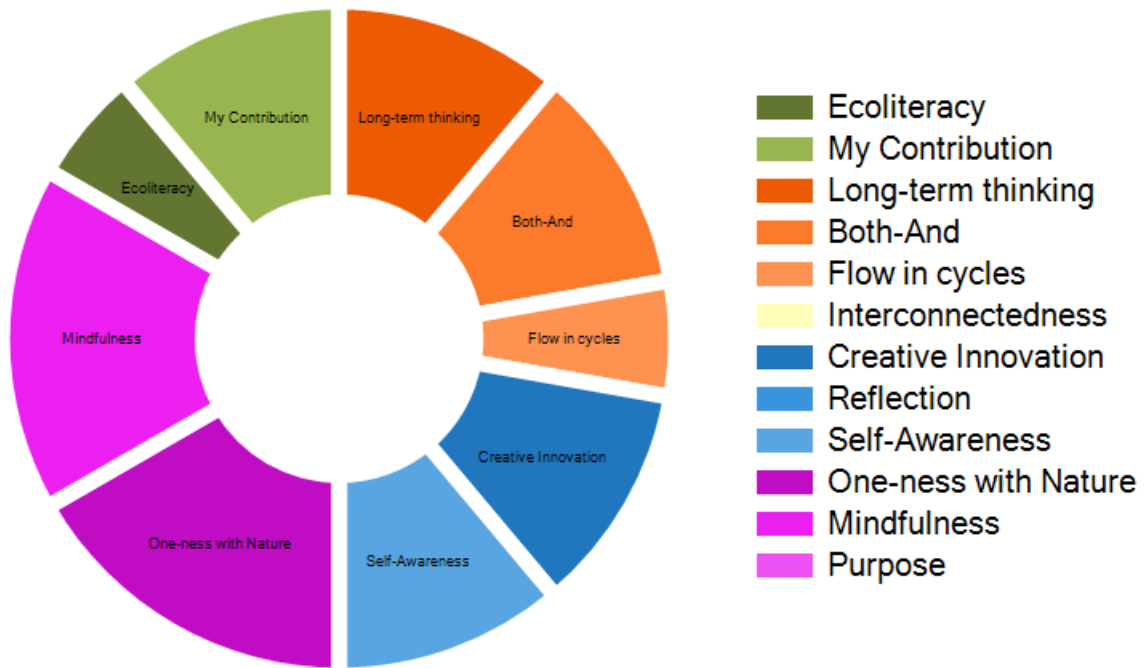 My Contribution
Long-term thinking
Ecoliteracy
Both-And
Mindfulness
Flow in cycles
Creative Innovation
One-ness with Nature
Self-Awareness
Ecoliteracy
My Contribution
Long-term thinking
Both-And
Flow in cycles
Interconnectedness
Creative Innovation
Reflection
Self-Awareness
One-ness with Nature
Mindfulness
Purpose